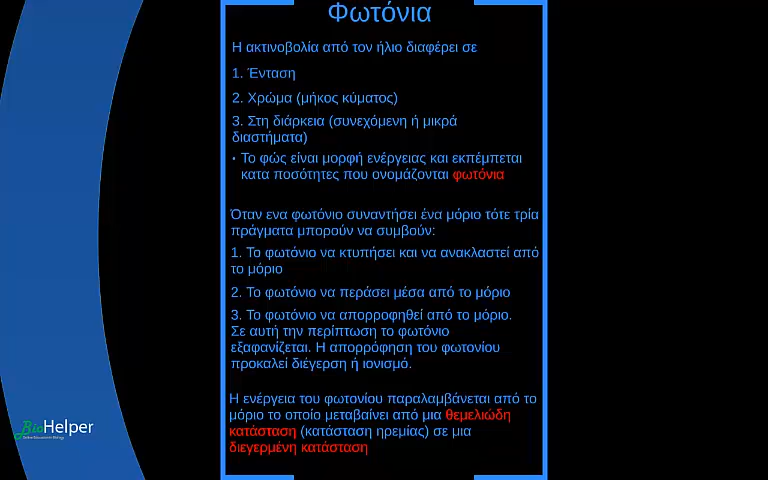 Φωτόνια
Η ακτινοβολία από τον ήλιο διαφέρει σε
1. Ένταση
2. Χρώμα (μήκος κύματος)
3. Στη διάρκεια (συνεχόμενη ή μικρά
διαστήματα)
• Το φώς είναι μορφή ενέργειας και εκπέμπεται
κατα ποσότητες που ονομάζονται φωτόνια
Όταν ενα φωτόνιο συναντήσει ένα μόριο τότε τρία
πράγματα μπορούν να συμβούν:
1. Το φωτόνιο να κτυπήσει και να ανακλαστεί από
το μόριο
2. Το φωτόνιο να περάσει μέσα από το μόριο
3. Το φωτόνιο να απορροφηθεί από το μόριο.
Σε αυτή την περίπτωση το φωτόνιο
εξαφανίζεται. Η απορρόφηση του φωτονίου
προκαλεί διέγερση ή ιονισμό.
Η ενέργεια του φωτονίου παραλαμβάνεται από το
μόριο το οποίο μεταβαίνει από μια θεμελιώδη
κατάσταση (κατάσταση ηρεμίας) σε μια
διεγερμένη κατάσταση
BioHelper